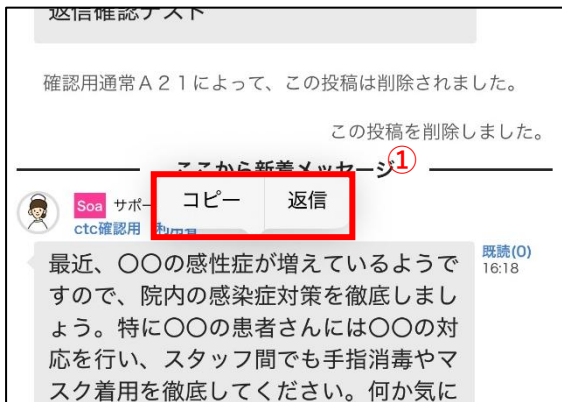 返信確認テスト
確認用通常A21によって、この投稿は削除されました。
この投稿を削除しました。
ここから新着メッセージ
①
コピー 返信
Soa サポー
ctc確認用 利用者
既読(0)
16:18
最近、〇〇の感性症が増えているようで
すので、院内の感染症対策を徹底しまし
ょう。特に〇〇の患者さんには〇〇の対
応を行い、スタッフ間でも手指消毒やマ
スク着用を徹底してください。何か気に